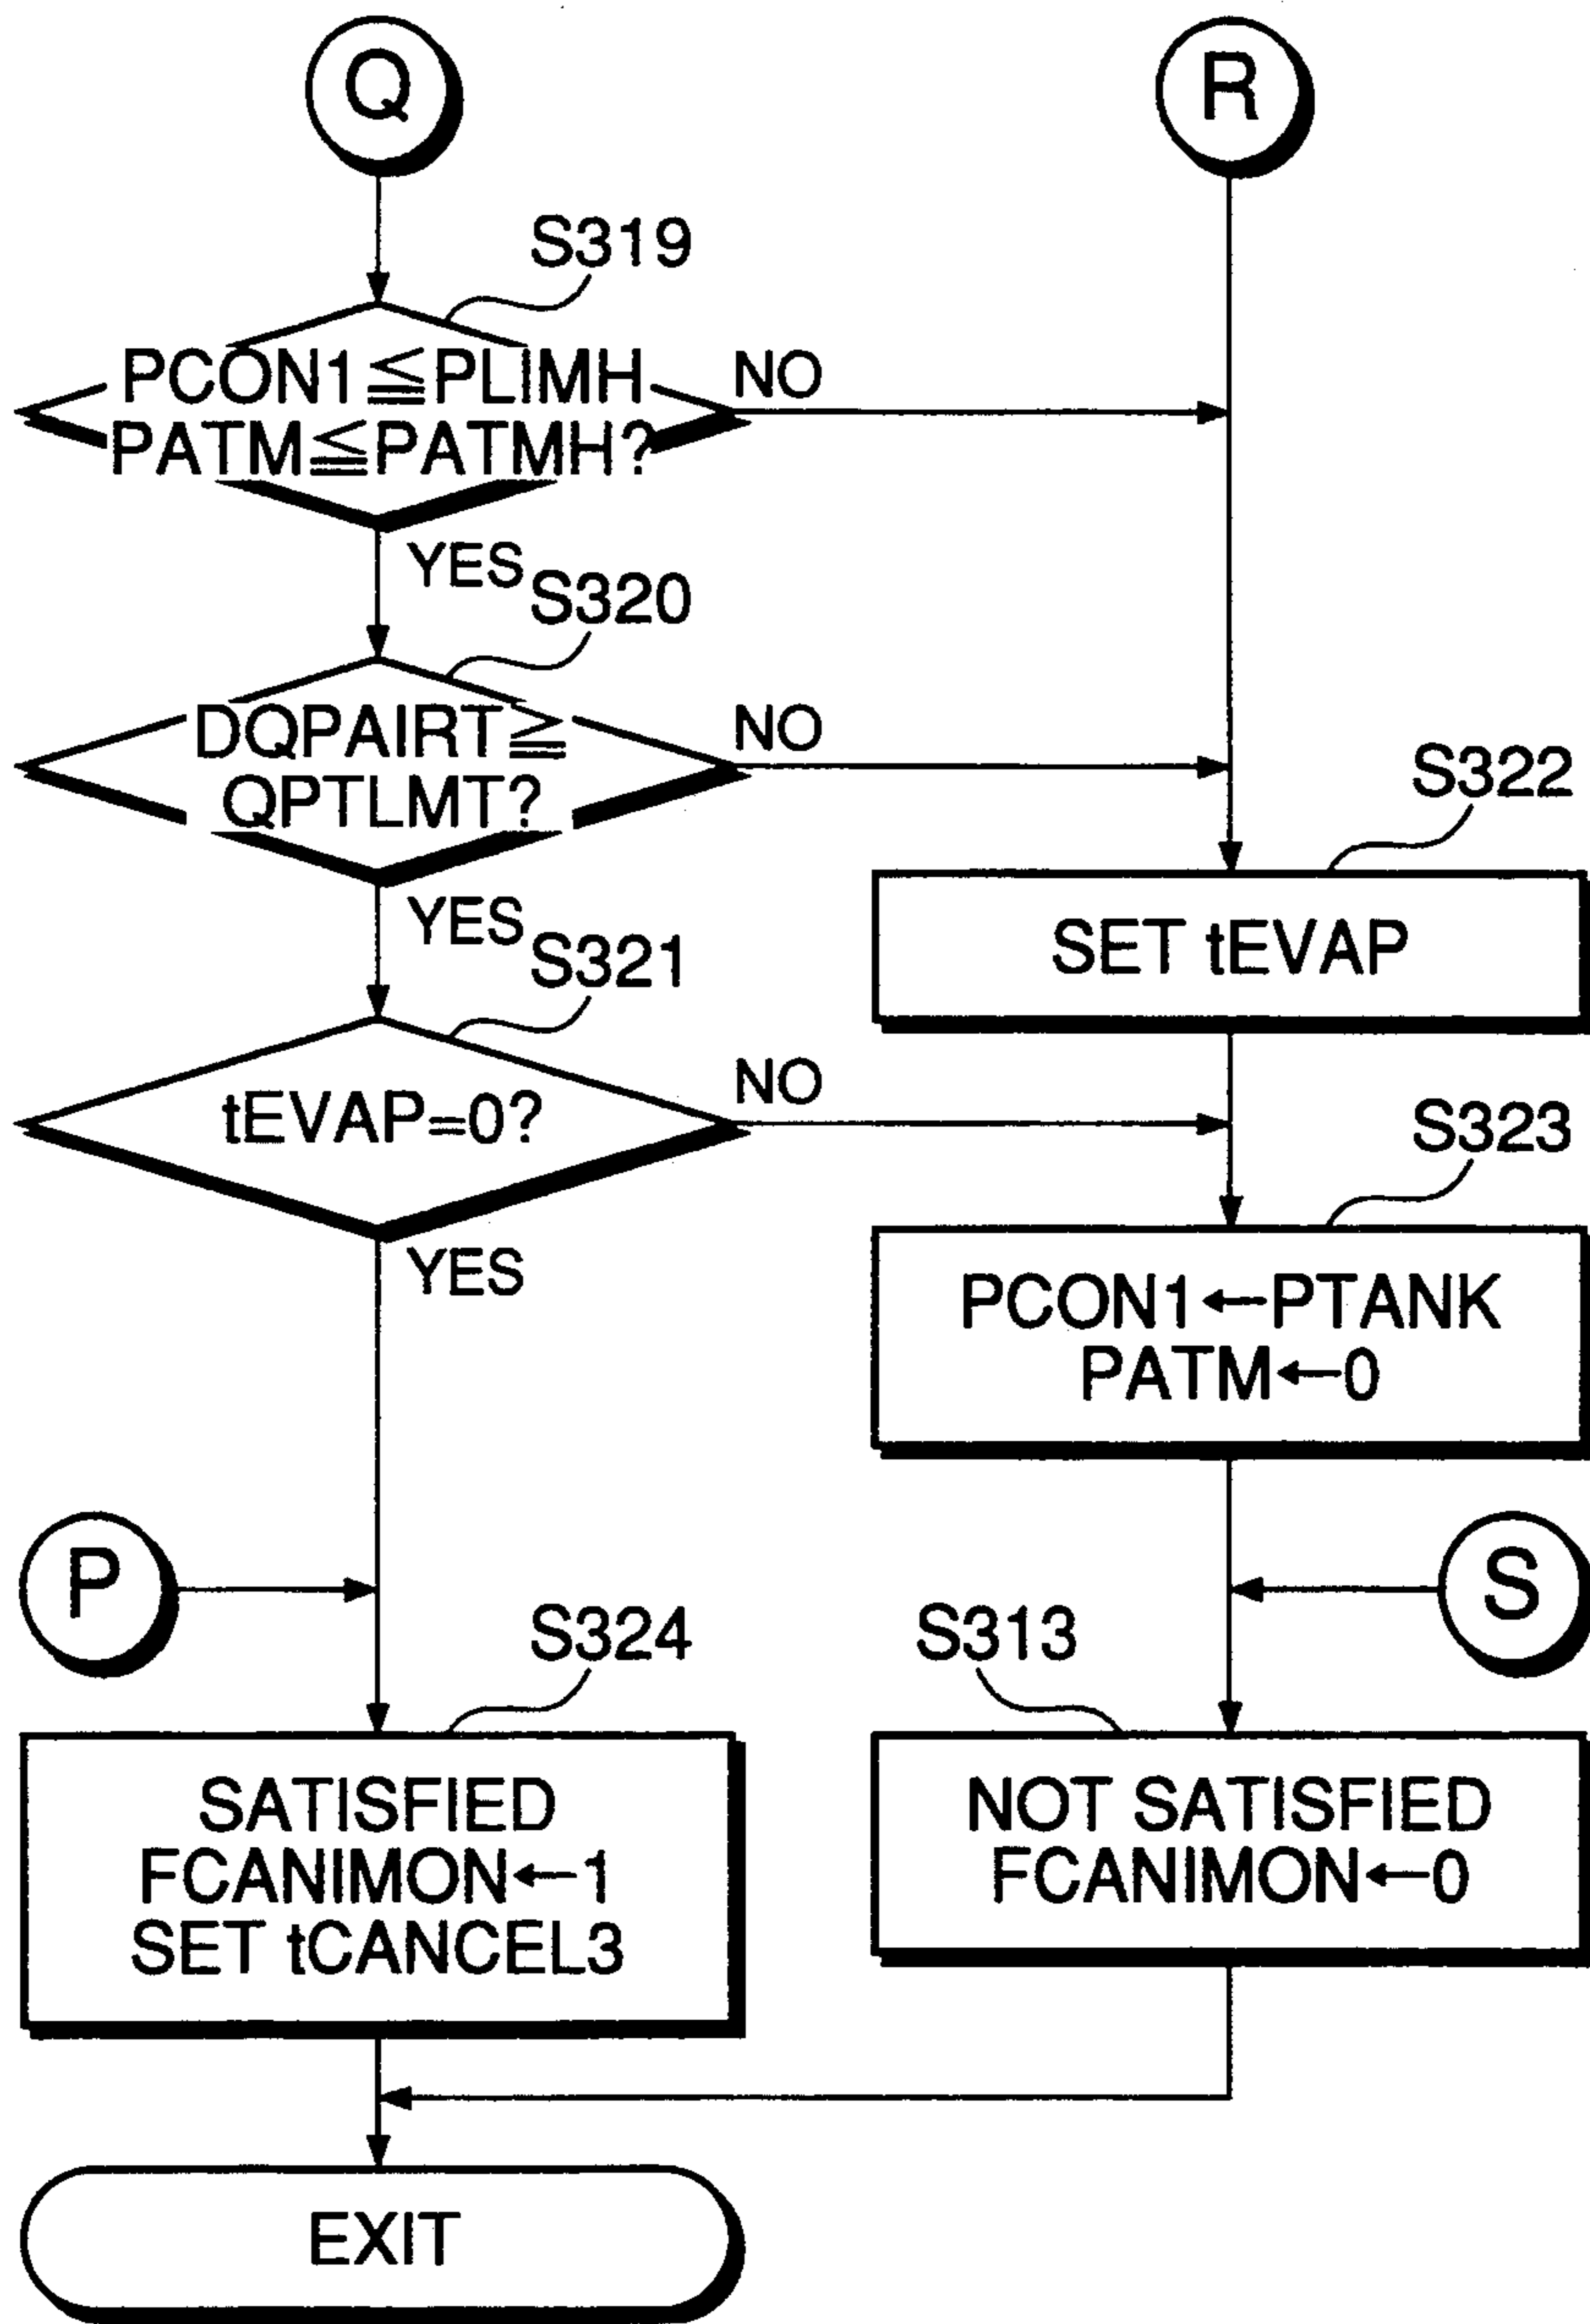 Q
R
S319
PCON1≦PLIMH
PATM≦PATMH?
NO
YES
S320
DQPAIRT≧
QPTLMT?
NO
S322
SET tEVAP
YES
S321
tEVAP=0?
NO
S323
YES
PCON1←PTANK
PATM←0
P
S
S324
S313
SATISFIED
FCANIMON←1
SET tCANCEL3
NOT SATISFIED
FCANIMON←0
EXIT